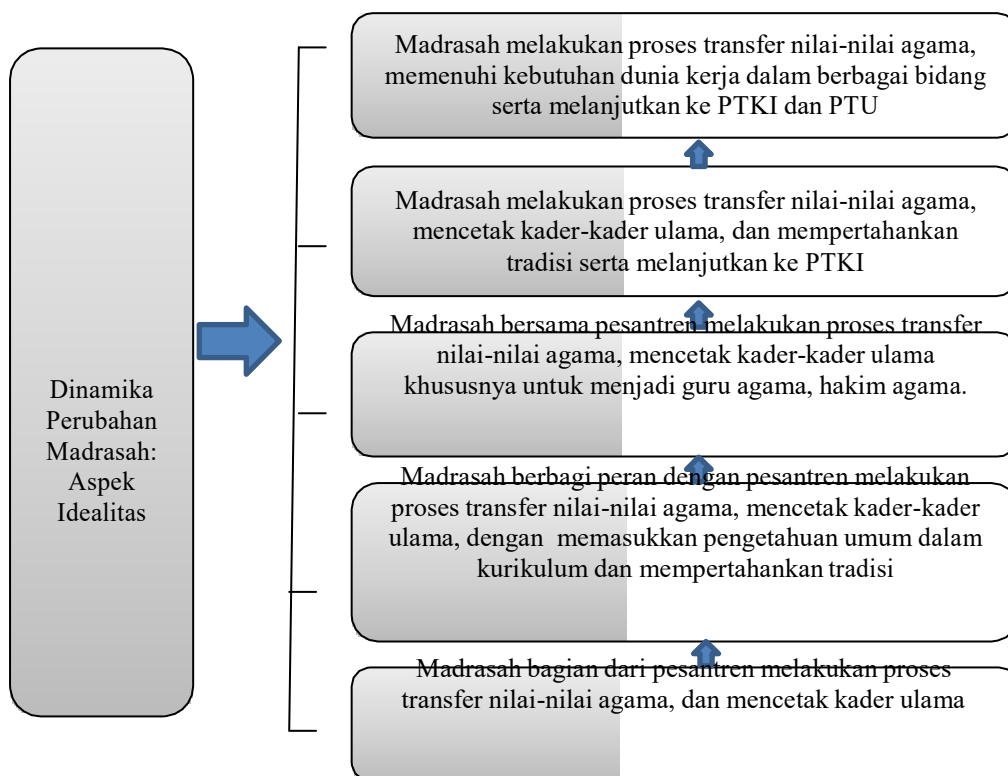 Dinamika
Perubahan
Madrasah:
Aspek
Idealitas
Madrasah melakukan proses transfer nilai-nilai agama,
memenuhi kebutuhan dunia kerja dalam berbagai bidang
serta melanjutkan ke PTKI dan PTU
Madrasah melakukan proses transfer nilai-nilai agama,
mencetak kader-kader ulama, dan mempertahankan
tradisi serta melanjutkan ke PTKI
Madrasah bersama pesantren melakukan proses transfer
nilai-nilai agama, mencetak kader-kader ulama
khususnya untuk menjadi guru agama, hakim agama.
Madrasah berbagi peran dengan pesantren melakukan
proses transfer nilai-nilai agama, mencetak kader-kader
ulama, dengan memasukkan pengetahuan umum dalam
kurikulum dan mempertahankan tradisi
Madrasah bagian dari pesantren melakukan proses
transfer nilai-nilai agama, dan mencetak kader ulama